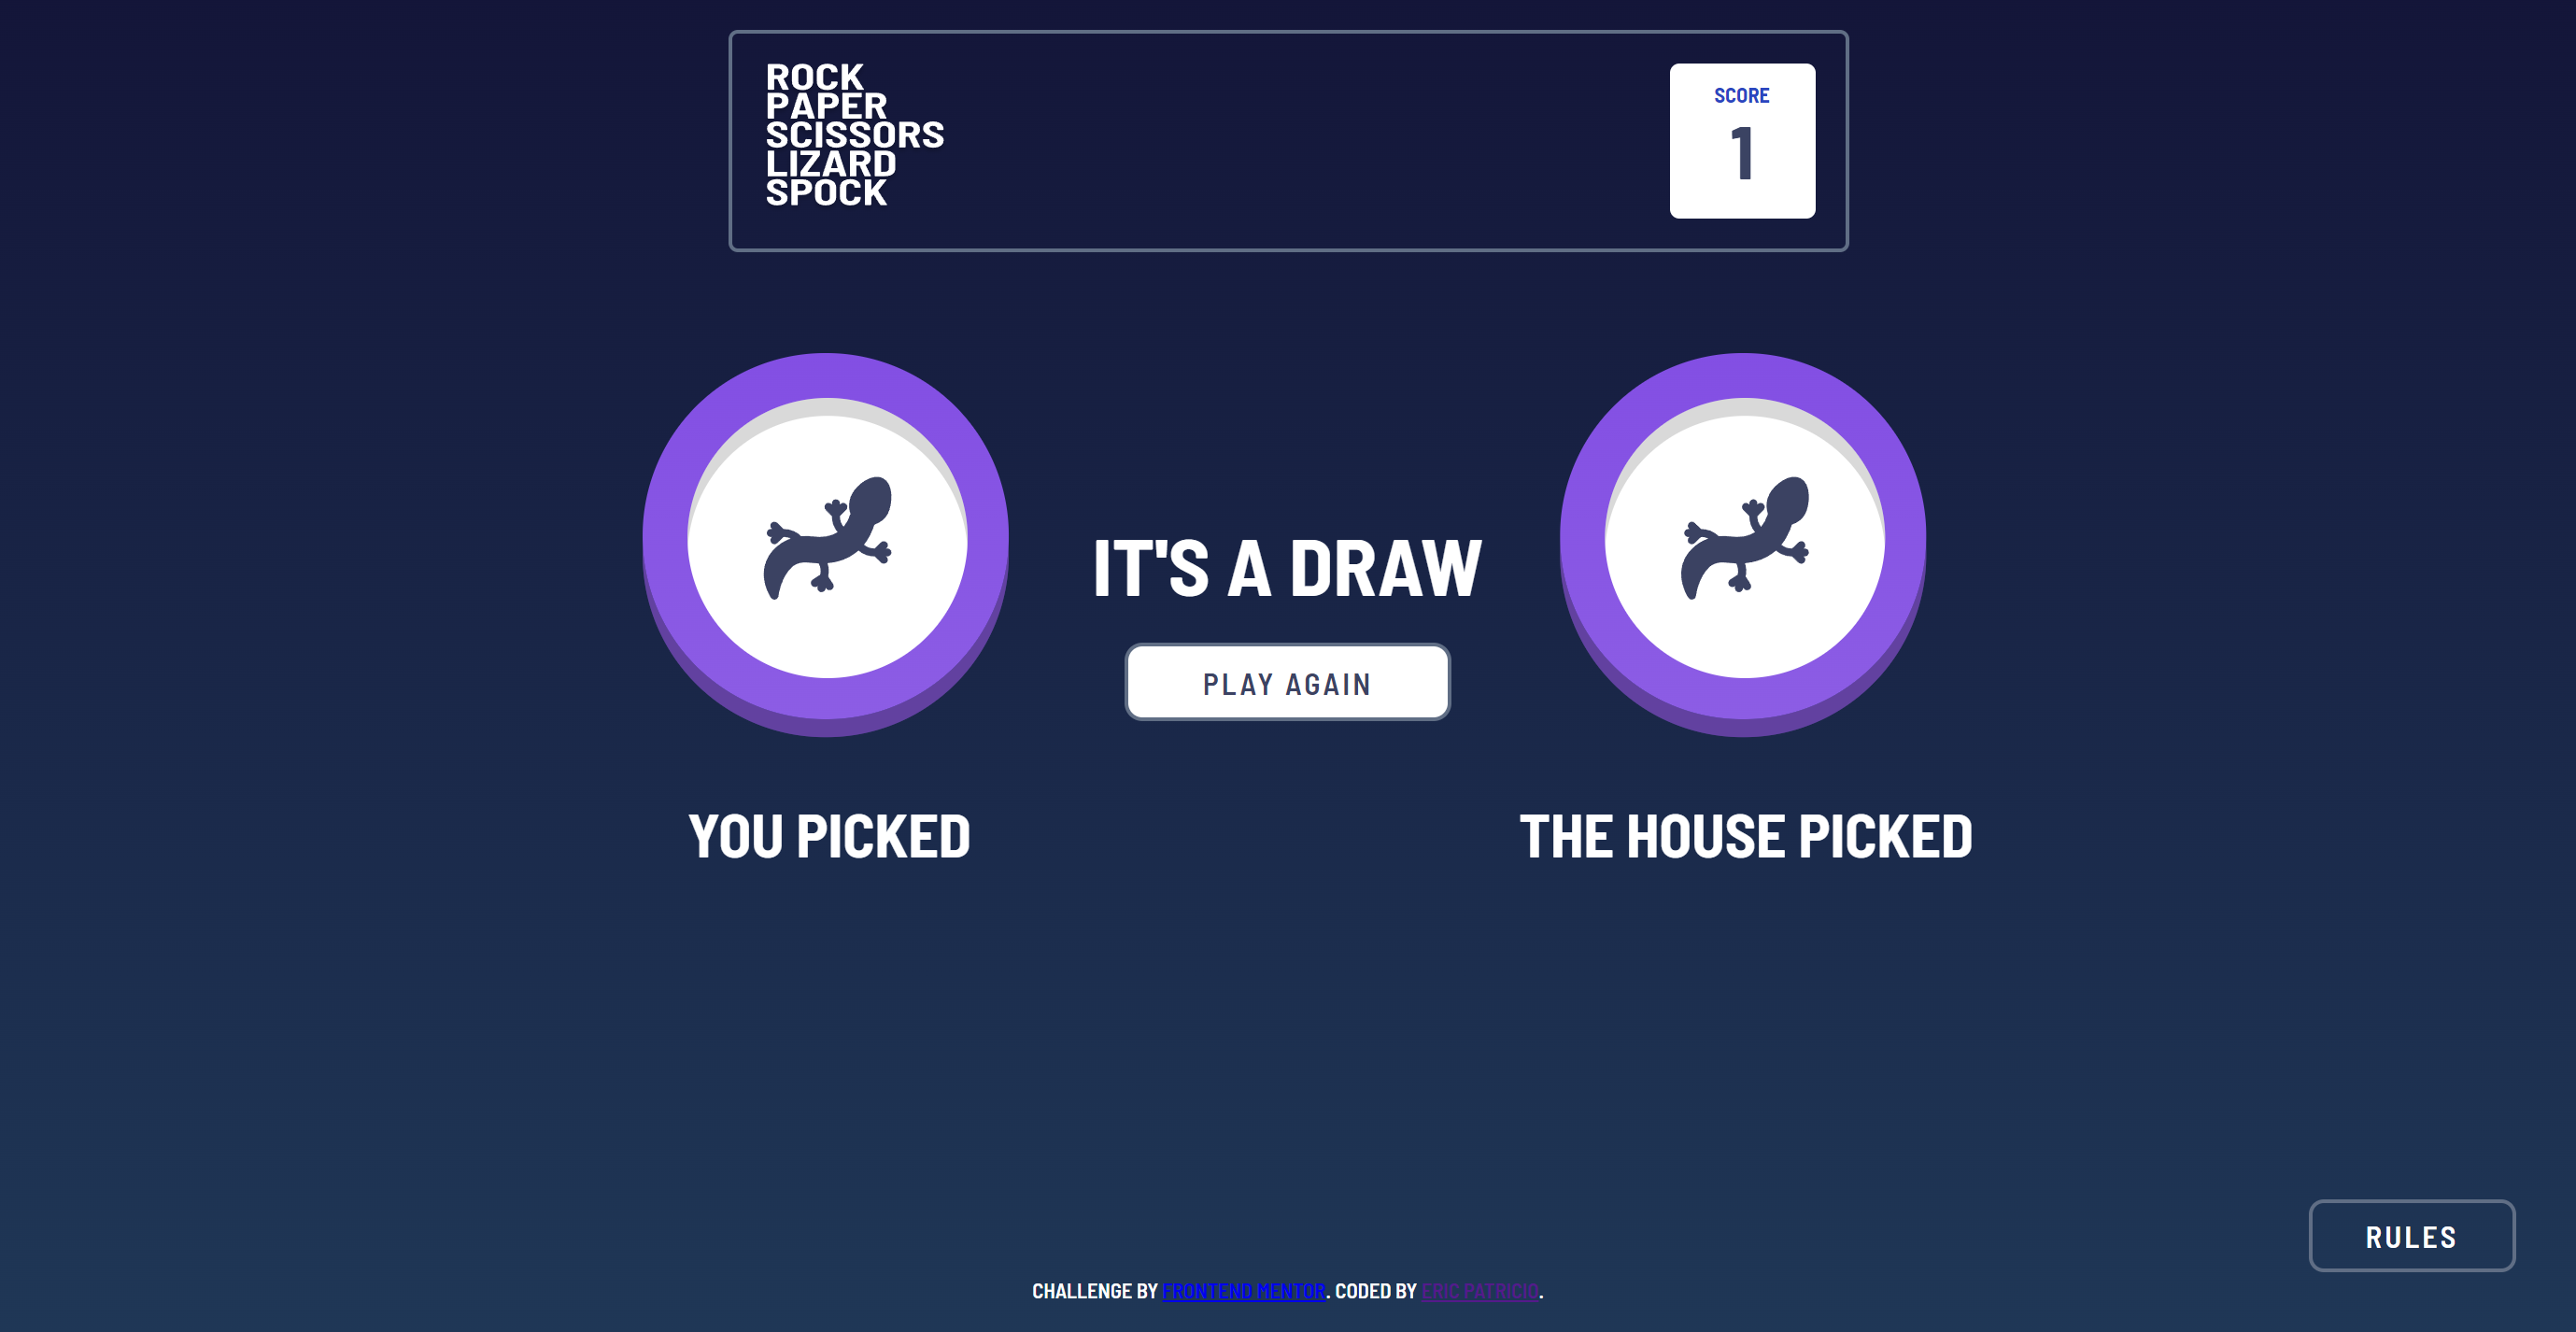 ROCK
PAPER
SCISSORS
LIZARD
SPOCK
SCORE
1
IT'S A DRAW
PLAY AGAIN
YOU PICKED
THE HOUSE PICKED
RULES
CHALLENGE BY FRONTEND MENTOR. CODED BY ERIC PATRICIO.